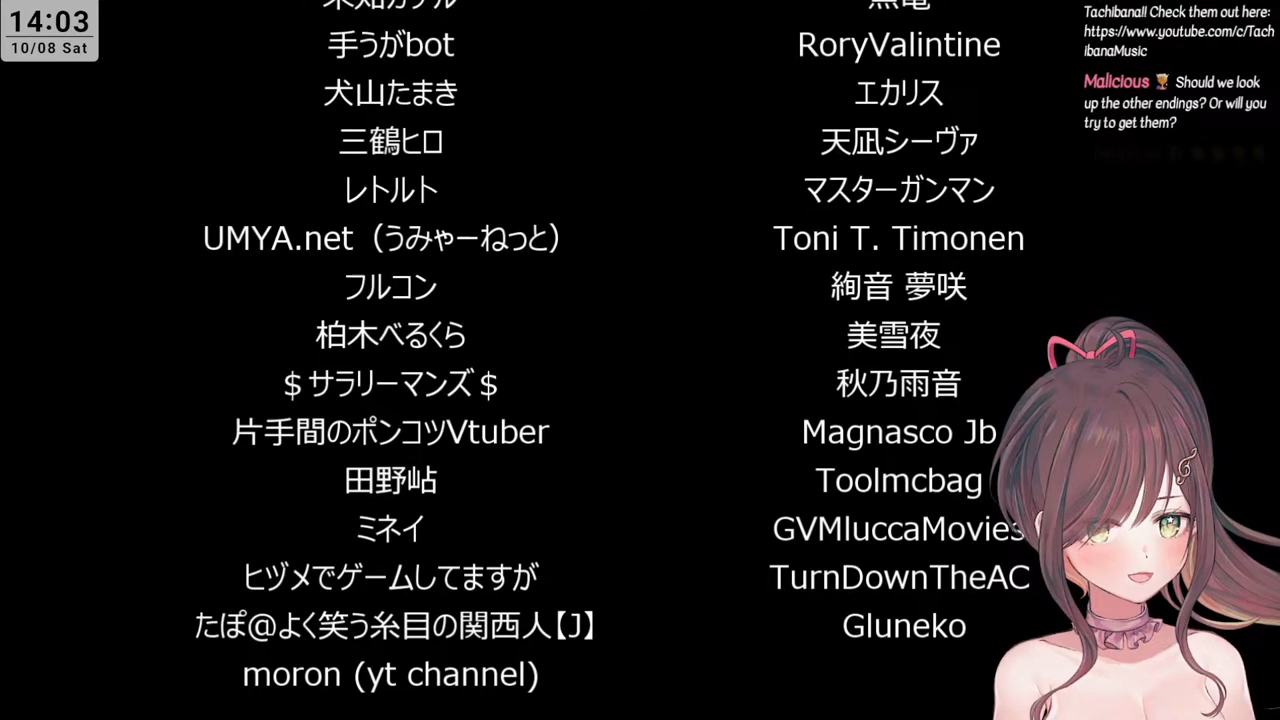 14:03
10/08 Sat
手うがbot
犬山たまき
三鶴ヒロ
レトルト
UMYA.net（うみゃーねっと）
フルコン
柏木べるくら
＄サラリーマンズ＄
片手間のポンコツVtuber
田野岾
ミネイ
ヒヅメでゲームしてますが
たぽ@よく笑う糸目の関西人【J】
moron (yt channel)
RoryValintine
エカリス
天凪シーヴァ
マスターガンマン
Toni T. Timonen
絢音 夢咲
美雪夜
秋乃雨音
Magnasco Jb
Toolmcbag
GVMluccaMovies
TurnDownTheAC
Gluneko
Tachibana!! Check them out here:
https://www.youtube.com/c/Tach
ibanaMusic
Malicious Should we look
up the other endings? Or will you
try to get them?